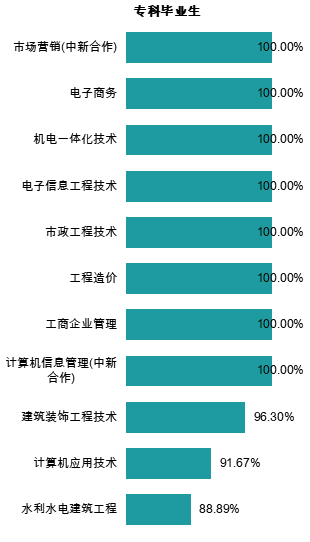 专科毕业生
市场营销(中新合作) 100.00%
电子商务 100.00%
机电一体化技术 100.00%
电子信息工程技术 100.00%
市政工程技术 100.00%
工程造价 100.00%
工商企业管理 100.00%
计算机信息管理(中新
合作) 100.00%
建筑装饰工程技术 96.30%
计算机应用技术 91.67%
水利水电建筑工程 88.89%